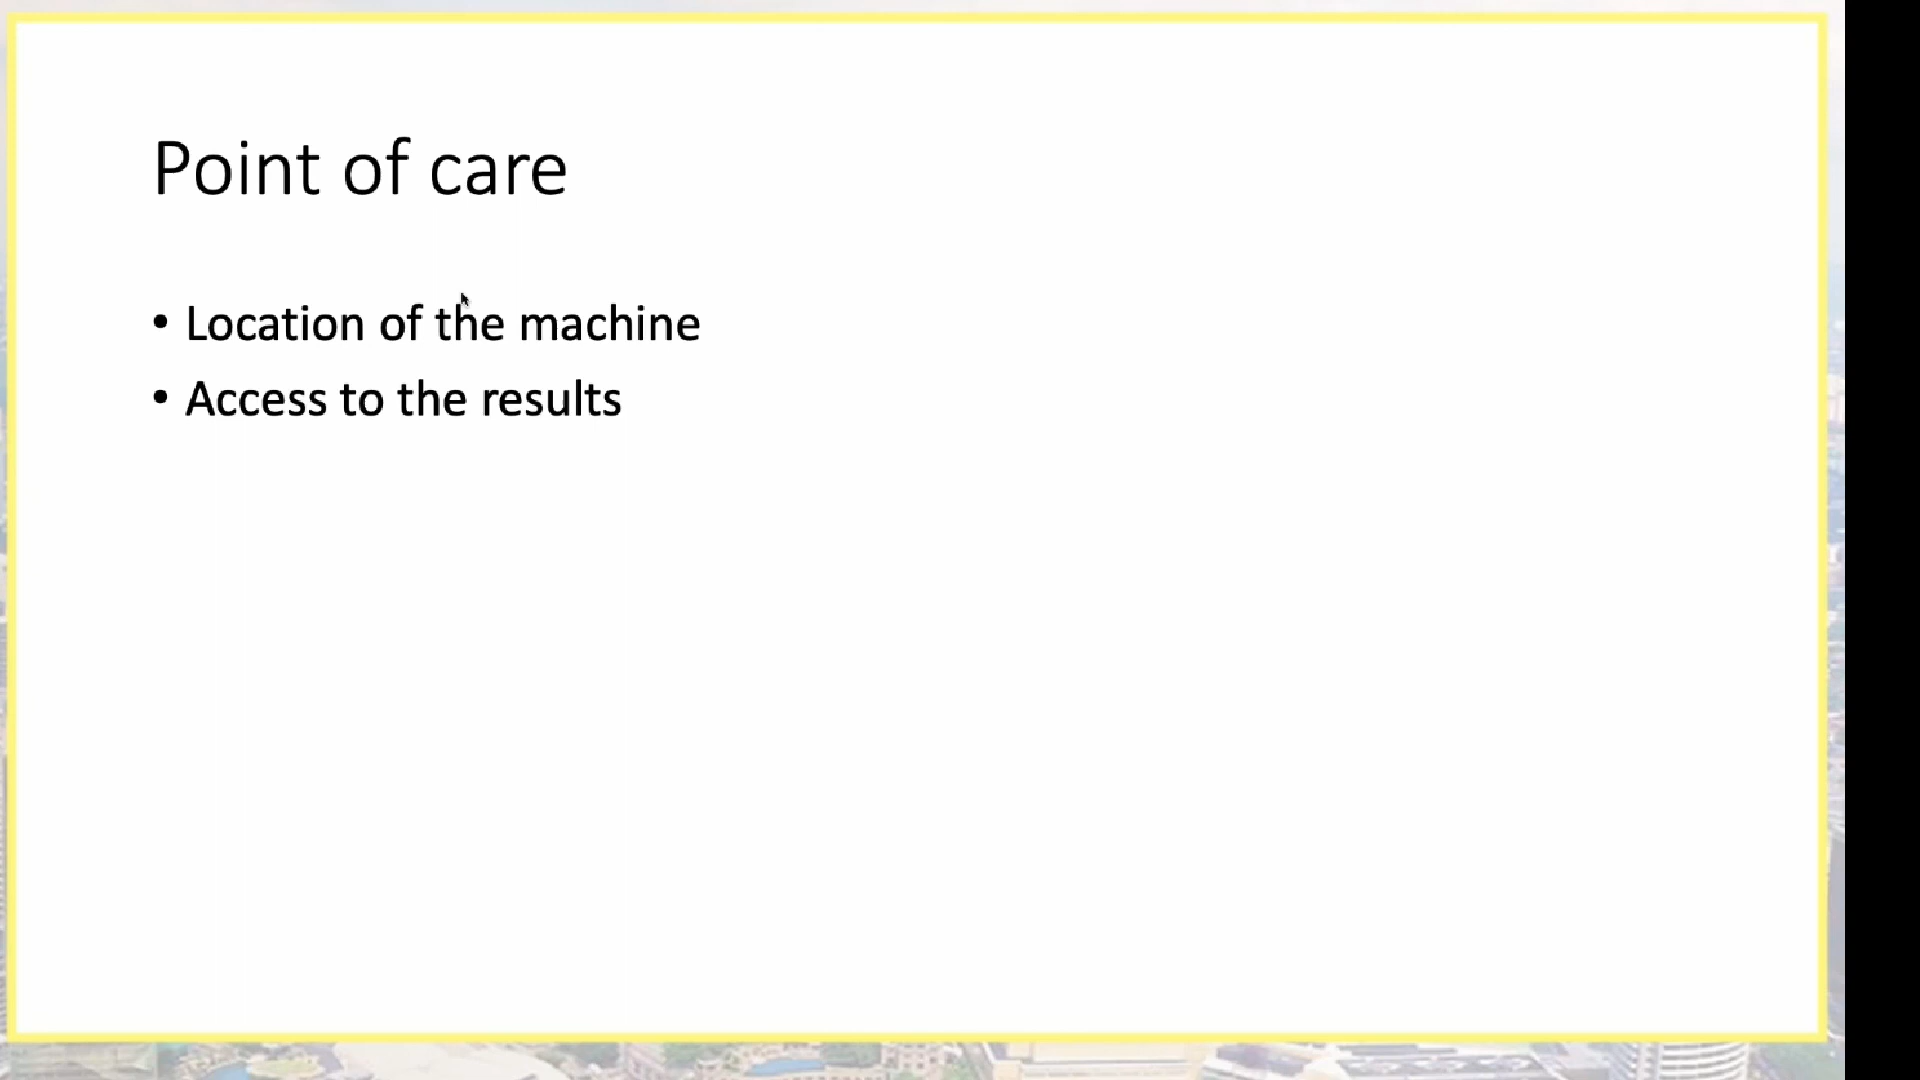 Point of care
• Location of the machine
• Access to the results